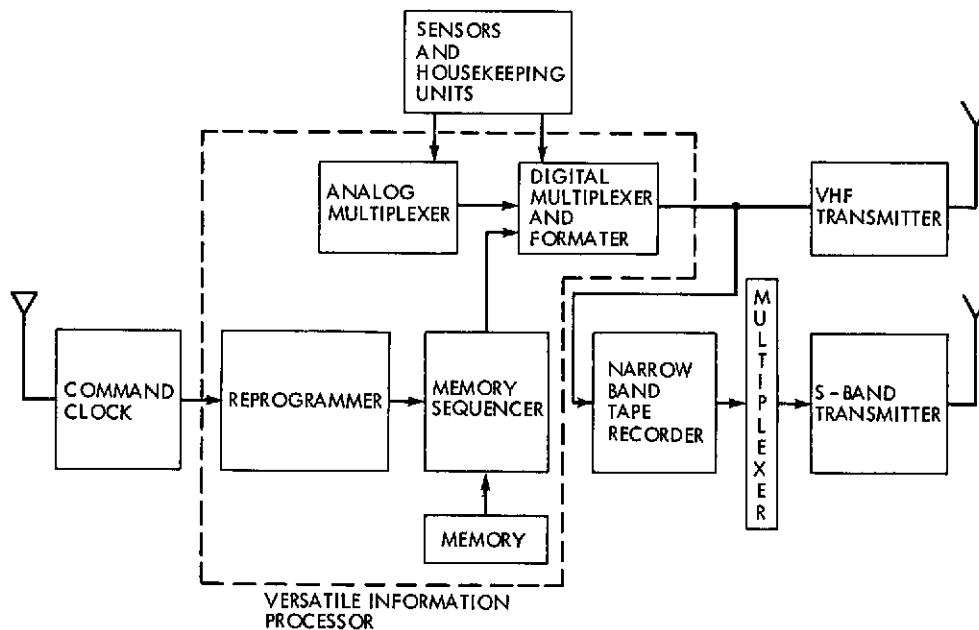 SENSORS
AND
HOUSEKEEPING
UNITS
ANALOG
MULTIPLEXER
DIGITAL
MULTIPLEXER
AND
FORMATER
VHF
TRANSMITTER
COMMAND
CLOCK
REPROGRAMMER
MEMORY
SEQUENCER
NARROW
BAND
TAPE
RECORDER
MULTIPLEXER
S-BAND
TRANSMITTER
MEMORY
VERSATILE INFORMATION
PROCESSOR